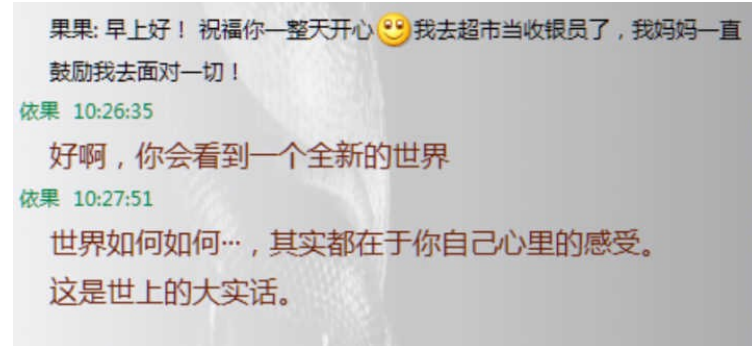 果果: 早上好！ 祝福你一整天开心我去超市当收银员了，我妈妈一直
鼓励我去面对一切！
依果 10:26:35
好啊，你会看到一个全新的世界
依果 10:27:51
世界如何如何…，其实都在于你自己心里的感受。
这是世上的大实话。